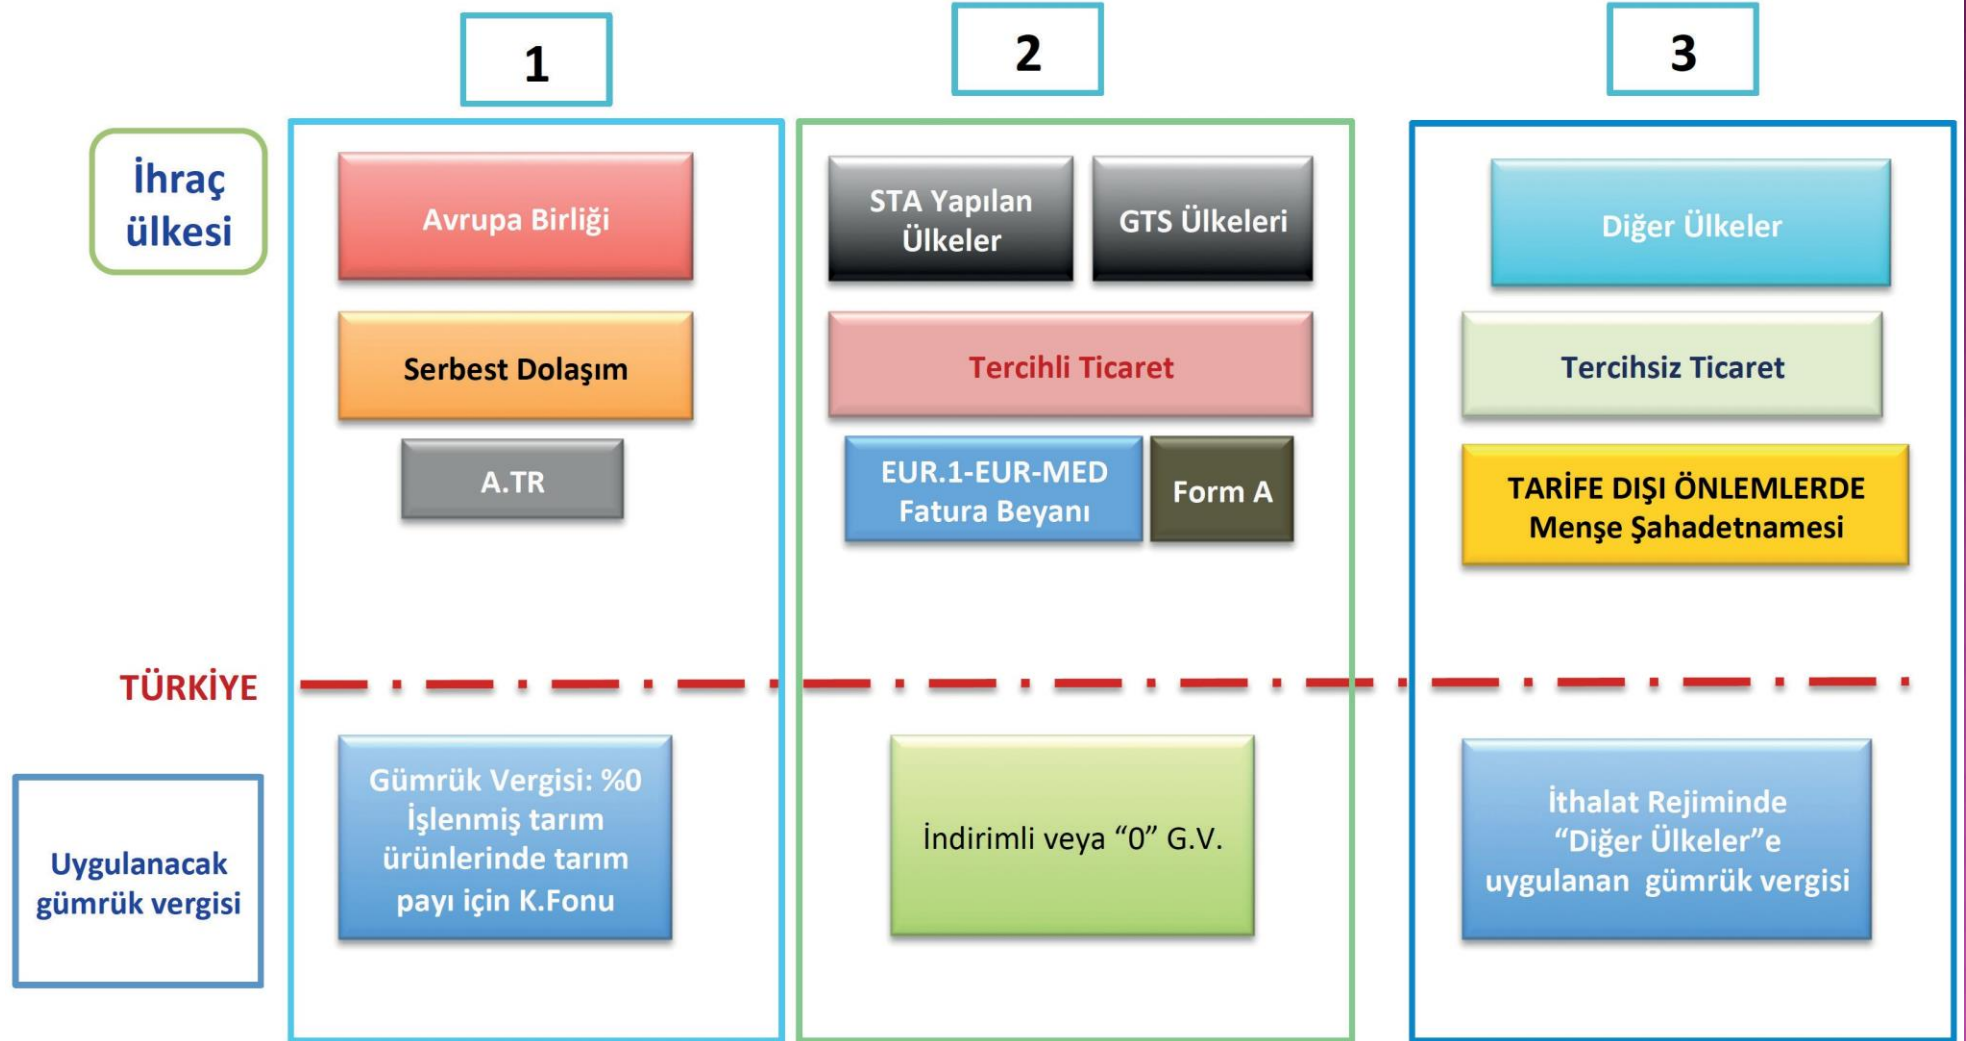 1
2
3
İhraç
ülkesi
Avrupa Birliği
Serbest Dolaşım
A.TR
STA Yapılan
Ülkeler
GTS Ülkeleri
Tercihli Ticaret
EUR.1-EUR-MED
Fatura Beyanı
Form A
Diğer Ülkeler
Tercihsiz Ticaret
TARİFE DIŞI ÖNLEMLERDE
Menşe Şahadetnamesi
TÜRKİYE
Uygulanacak
gümrük vergisi
Gümrük Vergisi: %0
İşlenmiş tarım
ürünlerinde tarım
payı için K.Fonu
İndirimli veya “0” G.V.
İthalat Rejiminde
“Diğer Ülkeler”e
uygulanan gümrük vergisi